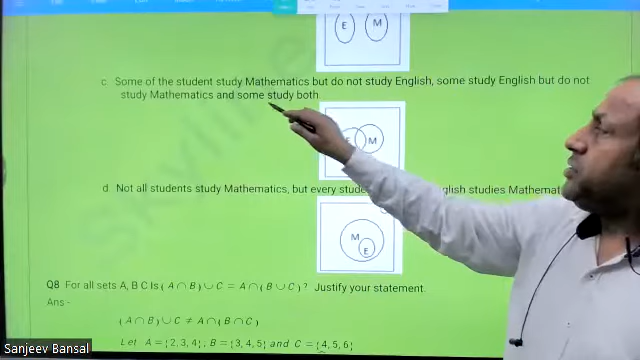 E M
c Some of the student study Mathematics but do not study English, some study English but do not
study Mathematics and some study both
E M
d Not all students study Mathematics, but every
glish studies Mathemat
M
E
Q8 For all sets A, B C Is (A∩B)∪C = A∩(B∪C)? Justify your statement.
Ans -
(A∩B)∪C ≠ A∩(B∩C)
Let A = {2, 3, 4}; B = {3, 4, 5} and C = {4, 5, 6}
Sanjeev Bansal